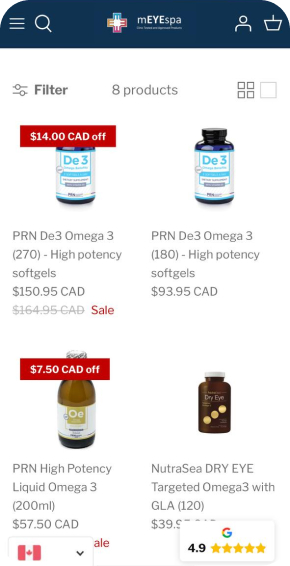 mEYEspa
Filter
8 products
$14.00 CAD off
De3
De3
PRN De3 Omega 3
(270) - High potency
softgels
$150.95 CAD
$164.95 CAD Sale
PRN De3 Omega 3
(180) - High potency
softgels
$93.95 CAD
$7.50 CAD off
Oe
Dry Eye
PRN High Potency
Liquid Omega 3
(200ml)
$57.50 CAD
ale
NutraSea DRY EYE
Targeted Omega3 with
GLA (120)
$39.
4.9